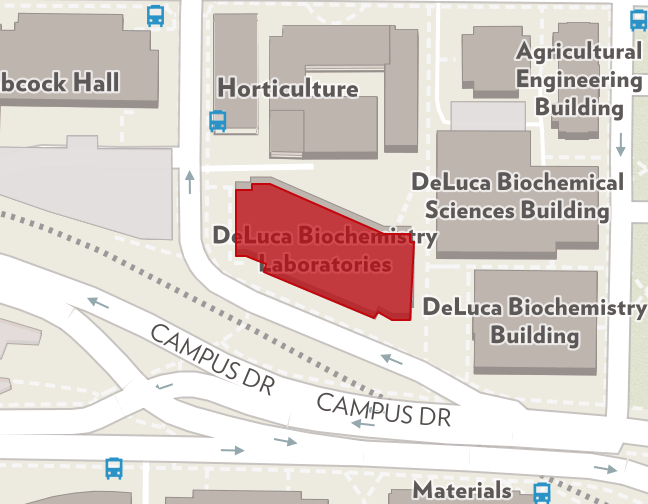 bcock Hall
Horticulture
Agricultural
Engineering
Building
DeLuca Biochemical
Sciences Building
DeLuca Biochemistry
Laboratories
DeLuca Biochemistry
Building
CAMPUS DR
CAMPUS DR
Materials